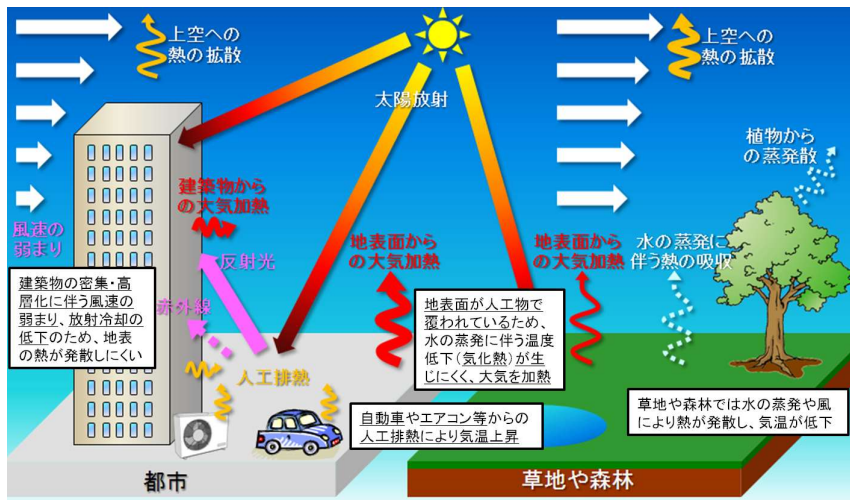 上空への
熱の拡散
太陽放射
上空への
熱の拡散
植物から
の蒸発散
建築物から
の大気加熱
風速の
弱まり
反射光
地表面から
の大気加熱
地表面から
の大気加熱
水の蒸発に
伴う熱の吸収
建築物の密集・高
層化に伴う風速の
弱まり、放射冷却の
低下のため、地表
の熱が発散しにくい
赤外線
地表面が人工物で
覆われているため、
水の蒸発に伴う温度
低下(気化熱)が生
じにくく、大気を加熱
人工排熱
自動車やエアコン等からの
人工排熱により気温上昇
草地や森林では水の蒸発や風
により熱が発散し、気温が低下
都市
草地や森林